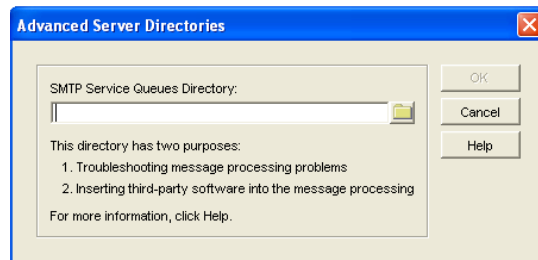 Advanced Server Directories
OK
SMTP Service Queues Directory:
Cancel
This directory has two purposes:
Help
1. Troubleshooting message processing problems
2. Inserting third-party software into the message processing
For more information, click Help.